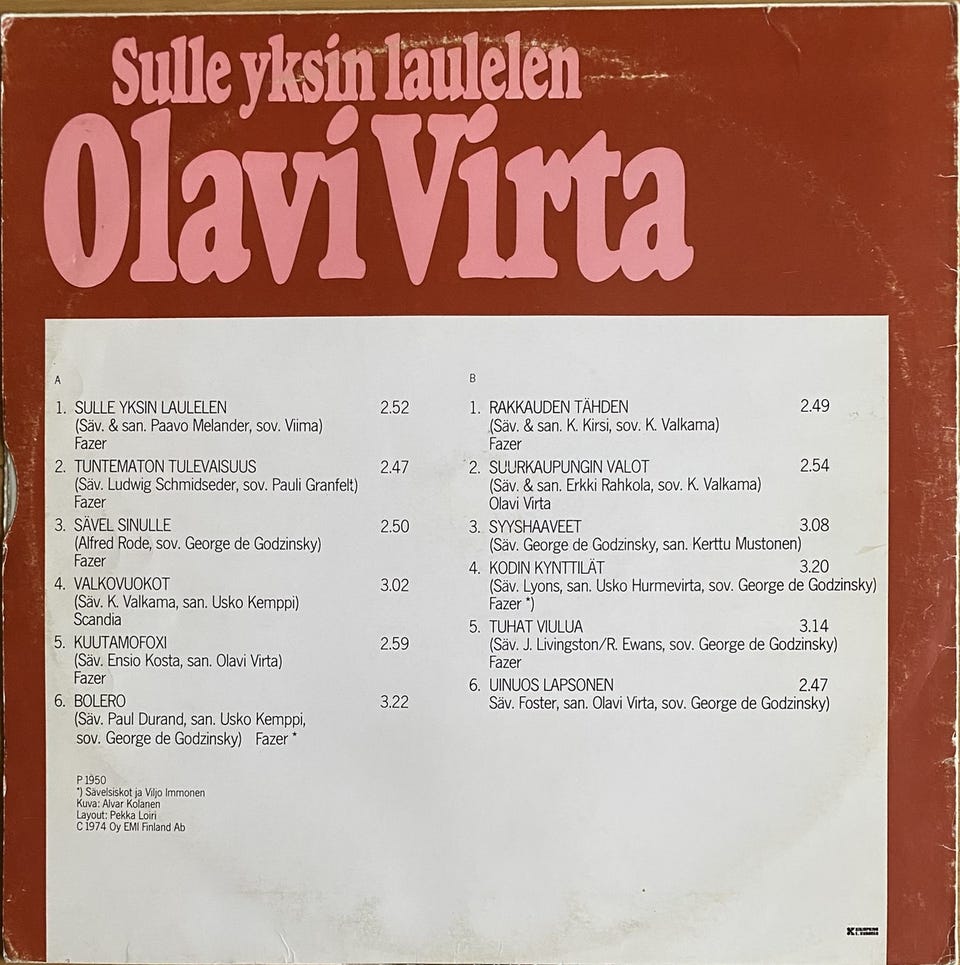 Sulle yksin laulelen
Olavi Virta
A
1. SULLE YKSIN LAULELEN 2.52
(Säv. & san. Paavo Melander, sov. Viima)
Fazer
2. TUNTEMATON TULEVAISUUS 2.47
(Säv. Ludwig Schmidseder, sov. Pauli Granfelt)
Fazer
3. SÄVEL SINULLE 2.50
(Alfred Rode, sov. George de Godzinsky)
Fazer
4. VALKOVUOKOT 3.02
(Säv. K. Valkama, san. Usko Kemppi)
Scandia
5. KUUTAMOFOXI 2.59
(Säv. Ensio Kosta, san. Olavi Virta)
Fazer
6. BOLERO 3.22
(Säv. Paul Durand, san. Usko Kemppi,
sov. George de Godzinsky) Fazer *
P 1950
*) Sävelsiskot ja Viljo Immonen
Kuva: Alvar Kolanen
Layout: Pekka Loiri
C 1974 Oy EMI Finland Ab
B
1. RAKKAUDEN TÄHDEN 2.49
(Säv. & san. K. Kirsi, sov. K. Valkama)
Fazer
2. SUURKAUPUNGIN VALOT 2.54
(Säv. & san. Erkki Rahkola, sov. K. Valkama)
Olavi Virta
3. SYYSHAAVEET 3.08
(Säv. George de Godzinsky, san. Kerttu Mustonen)
4. KODIN KYNTTILÄT 3.20
(Säv. Lyons, san. Usko Hurmevirta, sov. George de Godzinsky)
Fazer *)
5. TUHAT VIULUA 3.14
(Säv. J. Livingston/R. Ewans, sov. George de Godzinsky)
Fazer
6. UINUOS LAPSONEN 2.47
Säv. Foster, san. Olavi Virta, sov. George de Godzinsky)